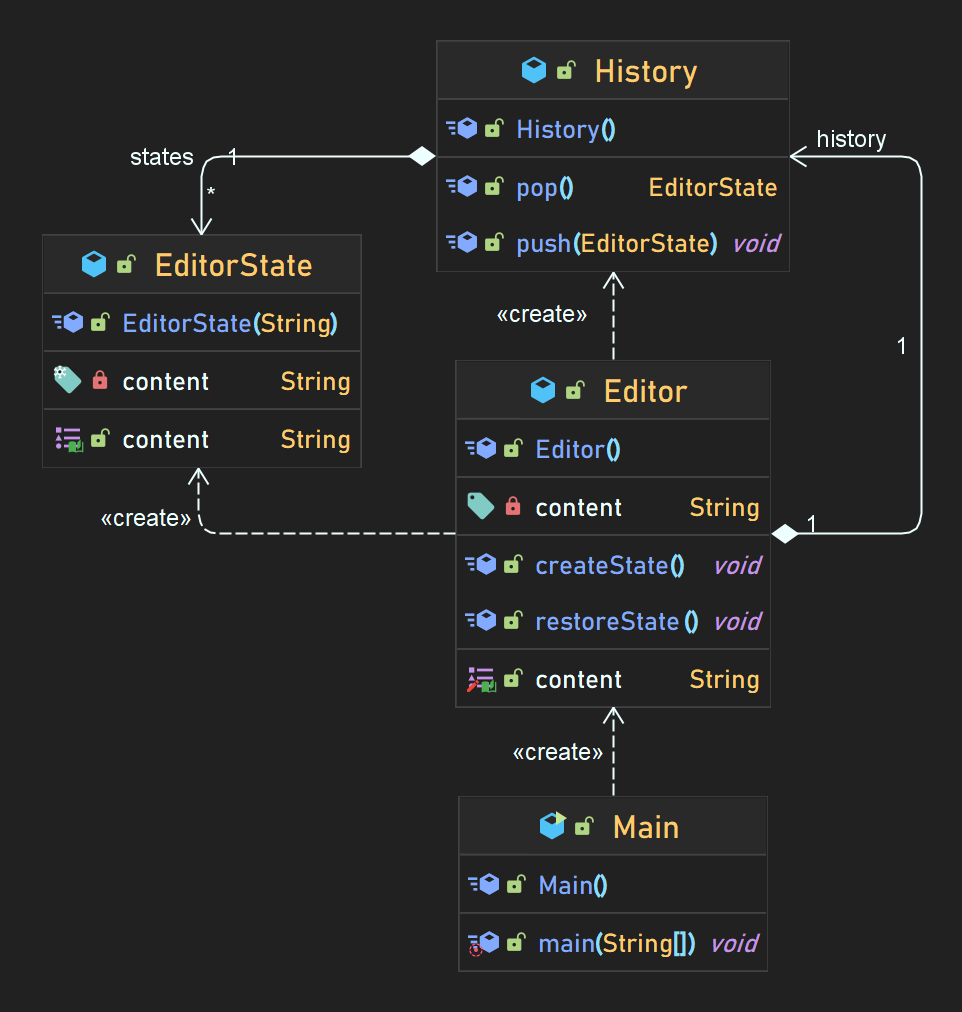 History
History()
pop() EditorState
push(EditorState) void
states 1
*
history
EditorState
EditorState(String)
content String
content String
«create»
1
«create»
Editor
Editor()
content String
1
createState() void
restoreState() void
content String
«create»
Main
Main()
main(String[]) void